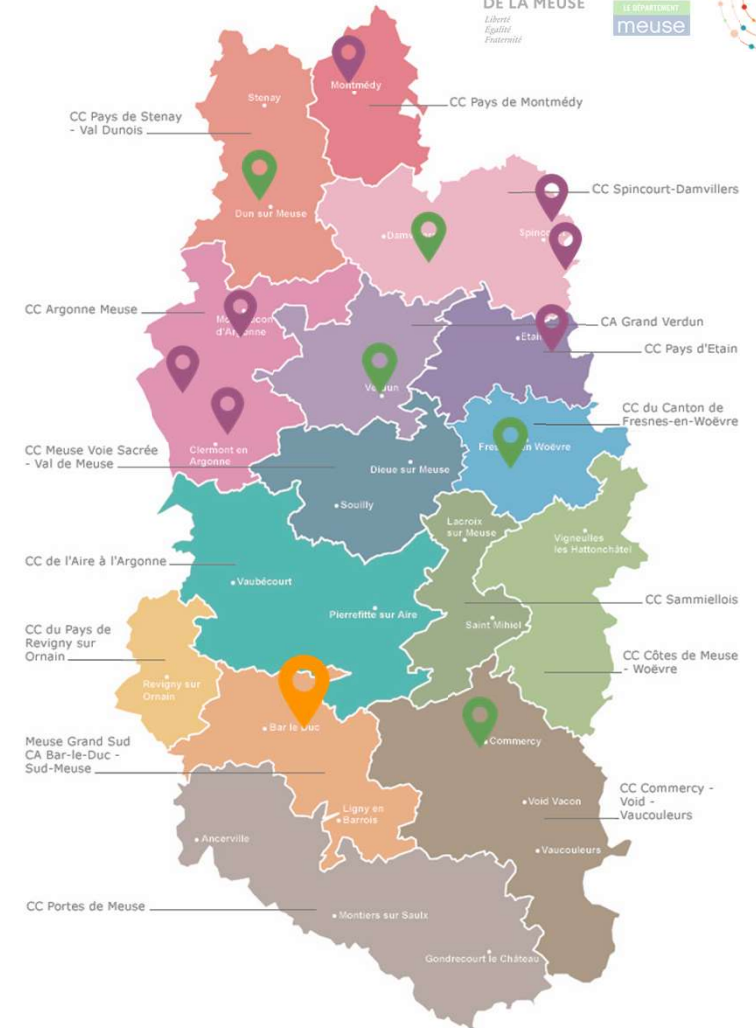 DE LA MEUSE
Liberté
Égalité
Fraternité
LE DÉPARTEMENT
meuse
Montmédy
Stenay
CC Pays de Montmédy
CC Pays de Stenay
- Val Dunois
CC Spincourt-Damvillers
Dun sur Meuse
CC Argonne Meuse
d'Argonne
CA Grand Verdun
Etain
CC Pays d'Etain
Verdun
CC du Canton de
Fresnes-en-Woëvre
CC Meuse Voie Sacrée
- Val de Meuse
Clermont en
Argonne
Fresnes en Woëvre
Dieue sur Meuse
Souilly
Lacroix
sur Meuse
Vigneulles
les Hattonchâtel
CC de l'Aire à l'Argonne
Vaubécourt
CC Sammiellois
Pierrefitte sur Aire
Saint Mihiel
CC du Pays de
Revigny sur
Ornain
CC Côtes de Meuse
- Woëvre
Revigny sur
Ornain
Bar le Duc
Commercy
Meuse Grand Sud
CA Bar-le-Duc -
Sud-Meuse
CC Commercy -
Void -
Vaucouleurs
Void Vacon
Ligny en
Barrois
Ancerville
Vaucouleurs
CC Portes de Meuse
Montiers sur Saulx
Gondrecourt le Château